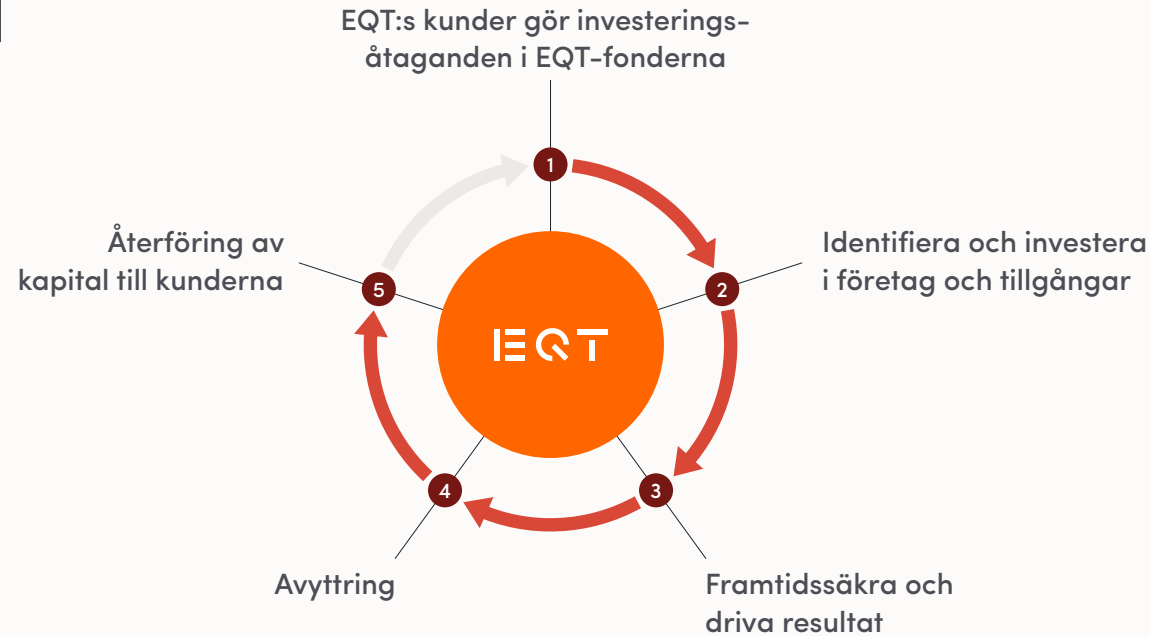 EQT:s kunder gör investerings-
åtaganden i EQT-fonderna
1
Återföring av
kapital till kunderna
5
Identifiera och investera
i företag och tillgångar
2
EQT
4
3
Avyttring
Framtidssäkra och
driva resultat